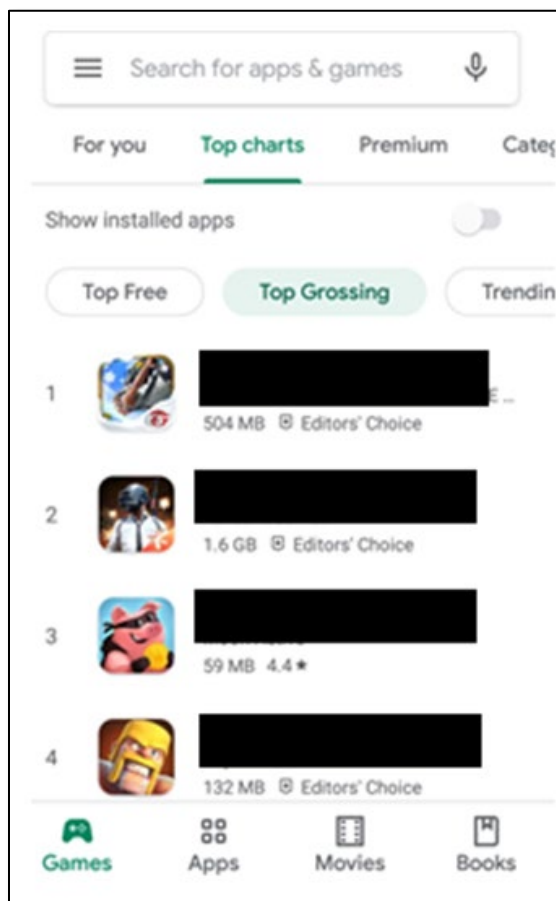 Search for apps & games
For you Top charts Premium Categ
Show installed apps
Top Free Top Grossing Trendin
1
504 MB Editors' Choice
2
1.6 GB Editors' Choice
3
59 MB 4.4★
4
132 MB Editors' Choice
Games Apps Movies Books